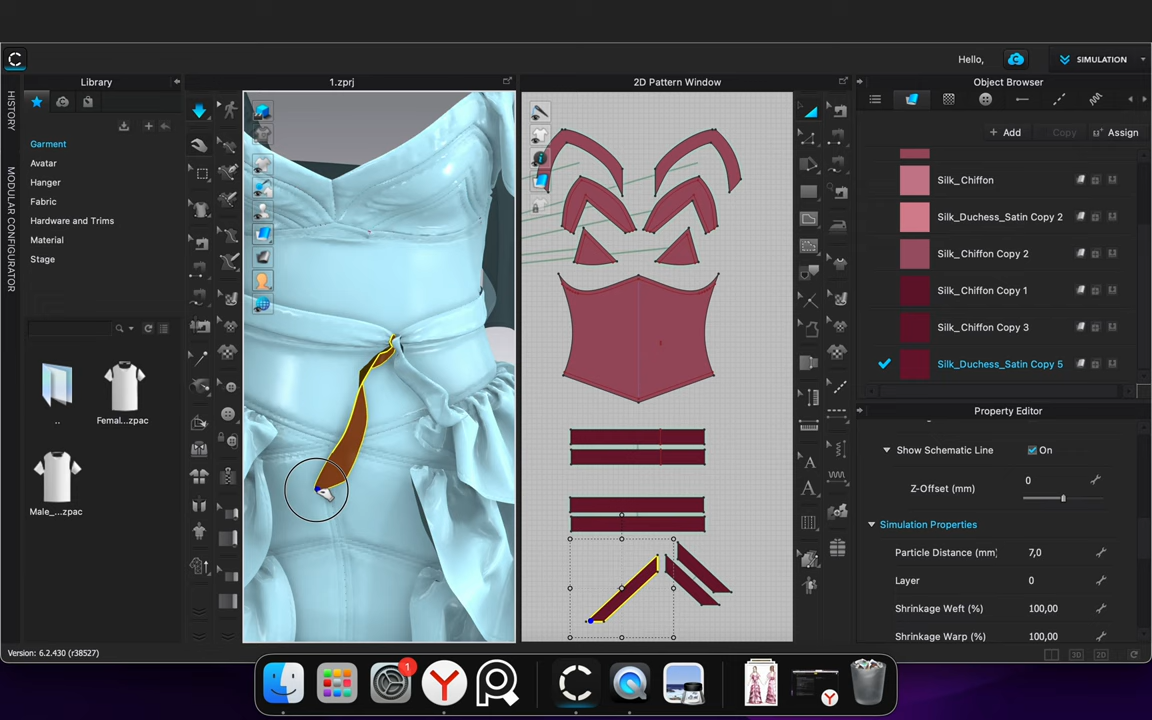 Hello,
SIMULATION
Library
1.zprj
2D Pattern Window
Object Browser
HISTORY
MODULAR CONFIGURATOR
Garment
Avatar
Hanger
Fabric
Hardware and Trims
Material
Stage
..
Femal...zpac
Male_...zpac
Add
Copy
Assign
Silk_Chiffon
Silk_Duchess_Satin Copy 2
Silk_Chiffon Copy 2
Silk_Chiffon Copy 1
Silk_Chiffon Copy 3
Silk_Duchess_Satin Copy 5
Property Editor
Show Schematic Line
On
Z-Offset (mm)
0
Simulation Properties
Particle Distance (mm)
7,0
Layer
0
Shrinkage Weft (%)
100,00
Shrinkage Warp (%)
100,00
Version: 6.2.430 (r38527)
3D
2D
1